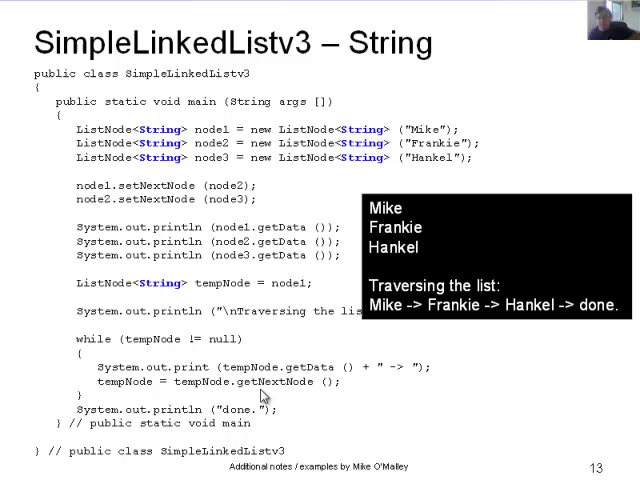 SimpleLinkedListv3 – String
public class SimpleLinkedListv3
{
public static void main (String args [])
{
ListNode<String> node1 = new ListNode<String> ("Mike");
ListNode<String> node2 = new ListNode<String> ("Frankie");
ListNode<String> node3 = new ListNode<String> ("Hankel");
node1.setNextNode (node2);
node2.setNextNode (node3);
System.out.println (node1.getData ());
System.out.println (node2.getData ());
System.out.println (node3.getData ());
ListNode<String> tempNode = node1;
System.out.println ("\nTraversing the lis
while (tempNode != null)
{
System.out.print (tempNode.getData () + " -> ");
tempNode = tempNode.getNextNode ();
}
System.out.println ("done.");
} // public static void main
} // public class SimpleLinkedListv3
Mike
Frankie
Hankel
Traversing the list:
Mike -> Frankie -> Hankel -> done.
Additional notes / examples by Mike O'Malley
13